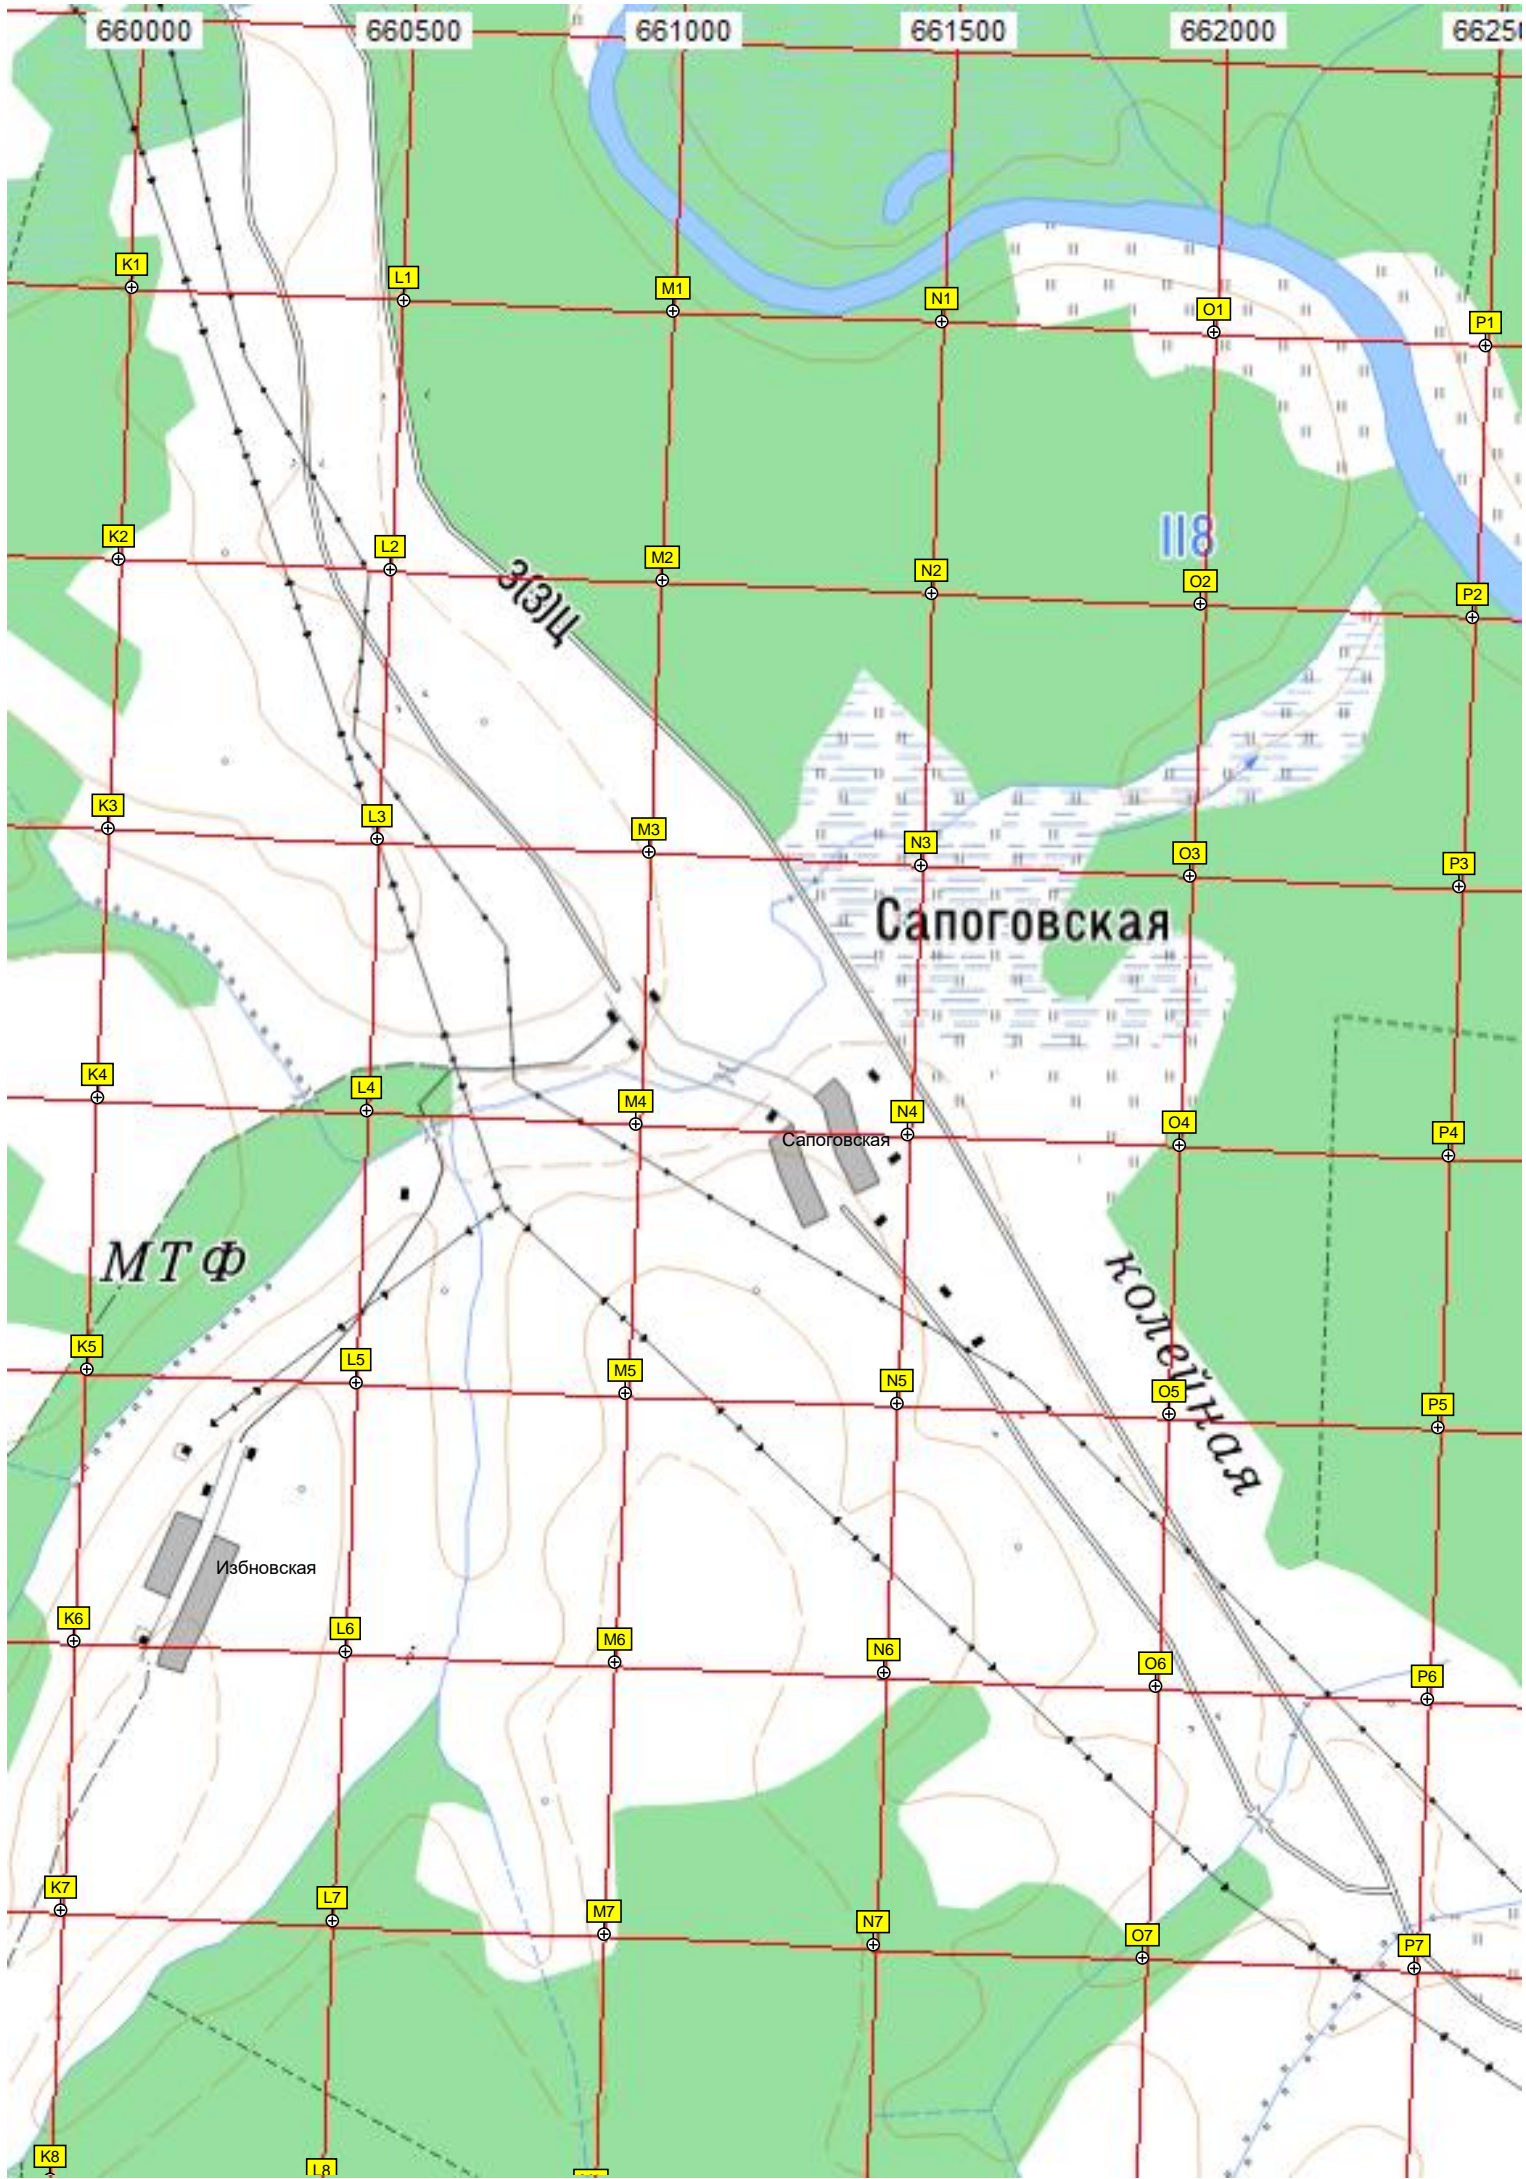 660000 660500 661000 661500 662000 6625
K1 L1 M1 N1 O1 P1
118
K2 L2 M2 N2 O2 P2
3(3)Ц
K3 L3 M3 N3 O3 P3
Сапоговская
K4 L4 M4 N4 O4 P4
Сапоговская
МТФ
колейная
K5 L5 M5 N5 O5 P5
Избновская
K6 L6 M6 N6 O6 P6
K7 L7 M7 N7 O7 P7
K8 L8